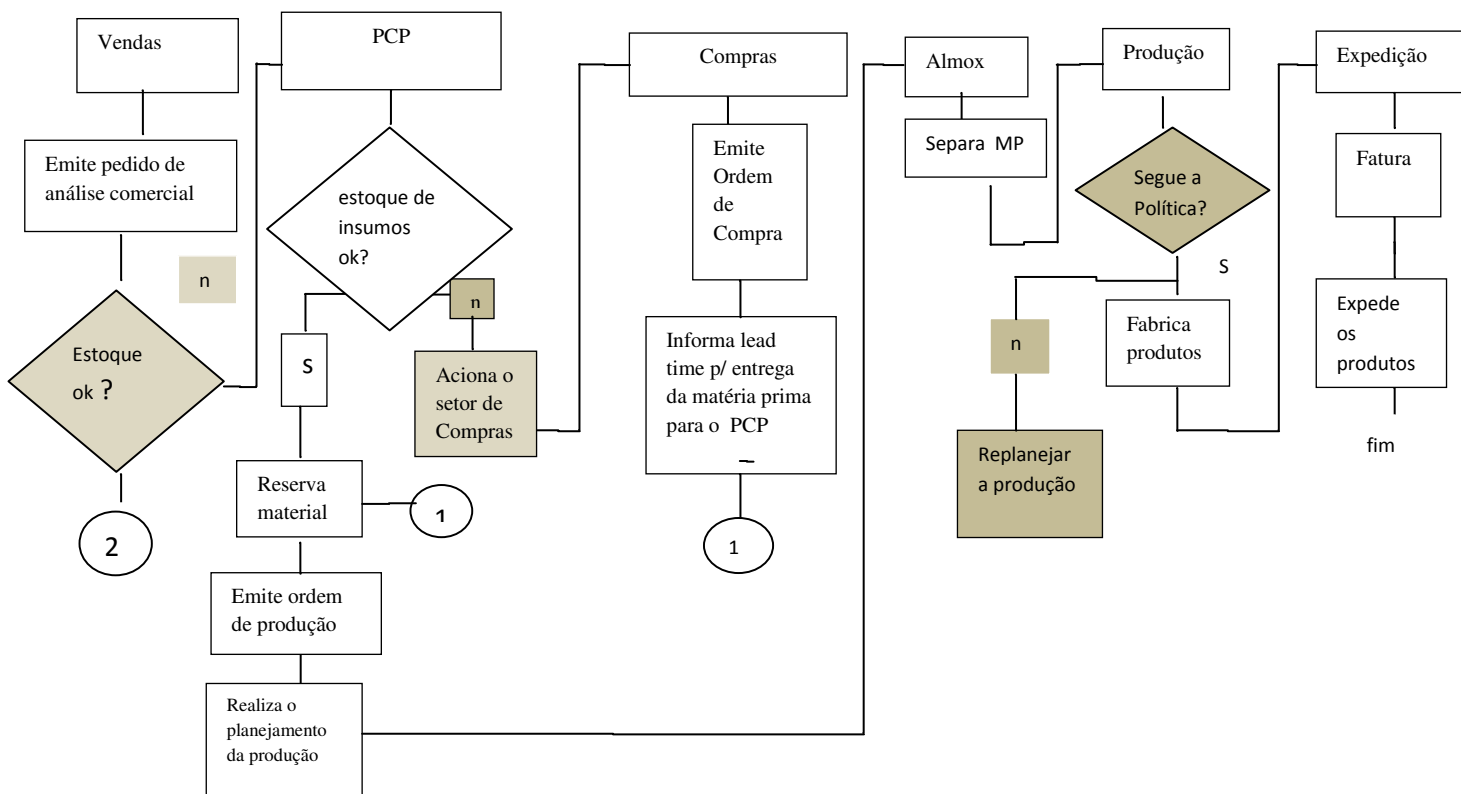 Vendas
Emite pedido de
análise comercial
n
Estoque
ok ?
2
PCP
estoque de
insumos
ok?
n
S
Aciona o
setor de
Compras
Reserva
material
1
Emite ordem
de produção
Realiza o
planejamento
da produção
Compras
Emite
Ordem
de
Compra
Informa lead
time p/ entrega
da matéria prima
para o PCP
1
Almox
Separa MP
Produção
Segue a
Política?
S
n
Fabrica
produtos
Replanejar
a produção
Expedição
Fatura
Expede
os
produtos
fim